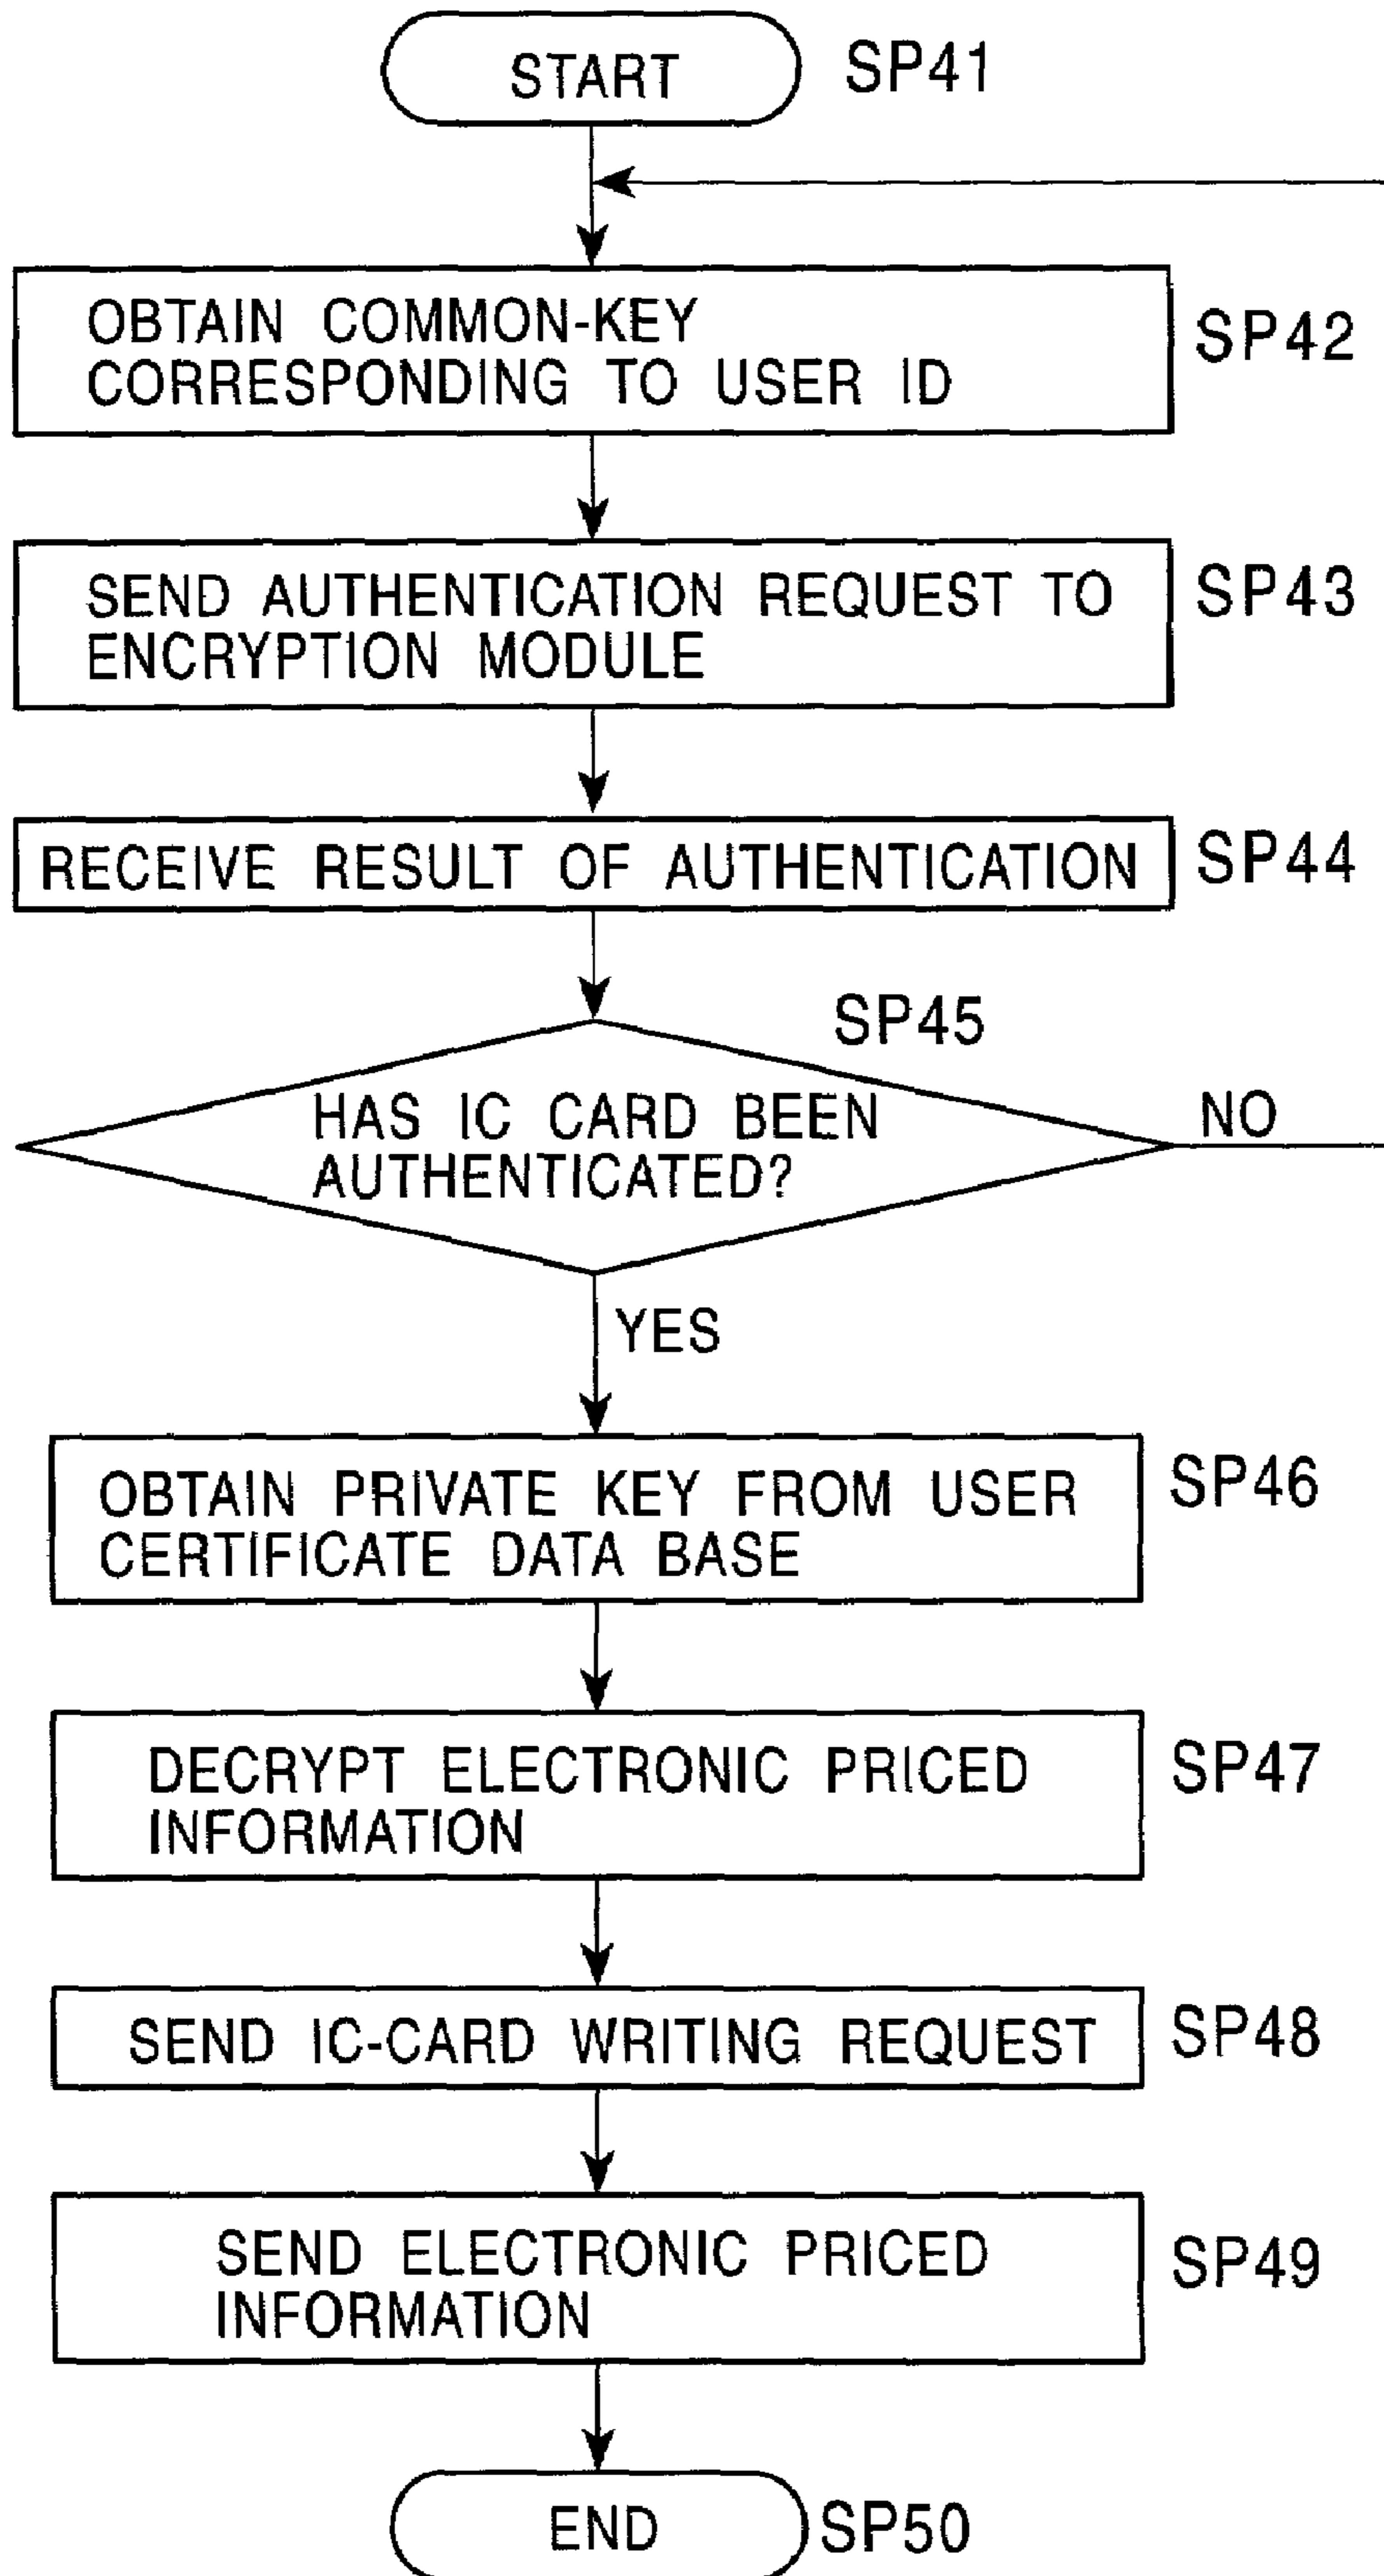 START
SP41
OBTAIN COMMON-KEY
CORRESPONDING TO USER ID
SP42
SEND AUTHENTICATION REQUEST TO
ENCRYPTION MODULE
SP43
RECEIVE RESULT OF AUTHENTICATION
SP44
SP45
HAS IC CARD BEEN
AUTHENTICATED?
NO
YES
OBTAIN PRIVATE KEY FROM USER
CERTIFICATE DATA BASE
SP46
DECRYPT ELECTRONIC PRICED
INFORMATION
SP47
SEND IC-CARD WRITING REQUEST
SP48
SEND ELECTRONIC PRICED
INFORMATION
SP49
END
SP50